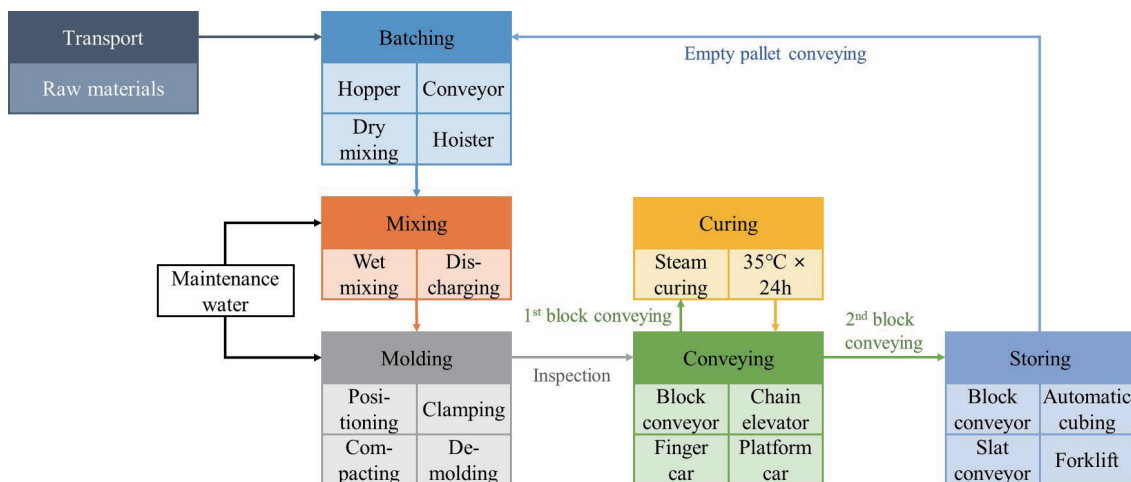 Transport
Raw materials
Batching
Hopper
Conveyor
Dry
mixing
Hoister
Empty pallet conveying
Mixing
Wet
mixing
Dis-
charging
Maintenance
water
Curing
Steam
curing
35℃ ×
24h
1st block conveying
2nd block
conveying
Molding
Posi-
tioning
Clamping
Com-
pacting
De-
molding
Inspection
Conveying
Block
conveyor
Chain
elevator
Finger
car
Platform
car
Storing
Block
conveyor
Automatic
cubing
Slat
conveyor
Forklift